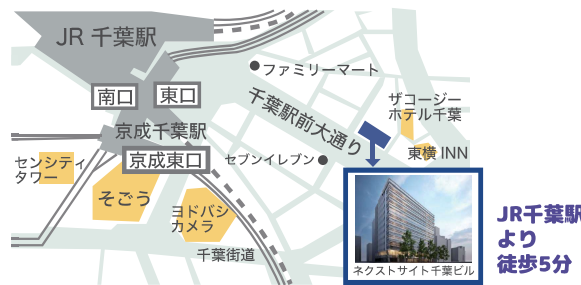 JR 千葉駅
南口
東口
京成千葉駅
京成東口
センシティ
タワー
そごう
ヨドバシ
カメラ
千葉街道
ファミリーマート
千葉駅前大通り
セブンイレブン
ザコージー
ホテル千葉
東横 INN
ネクストサイト千葉ビル
JR千葉駅
より
徒歩5分